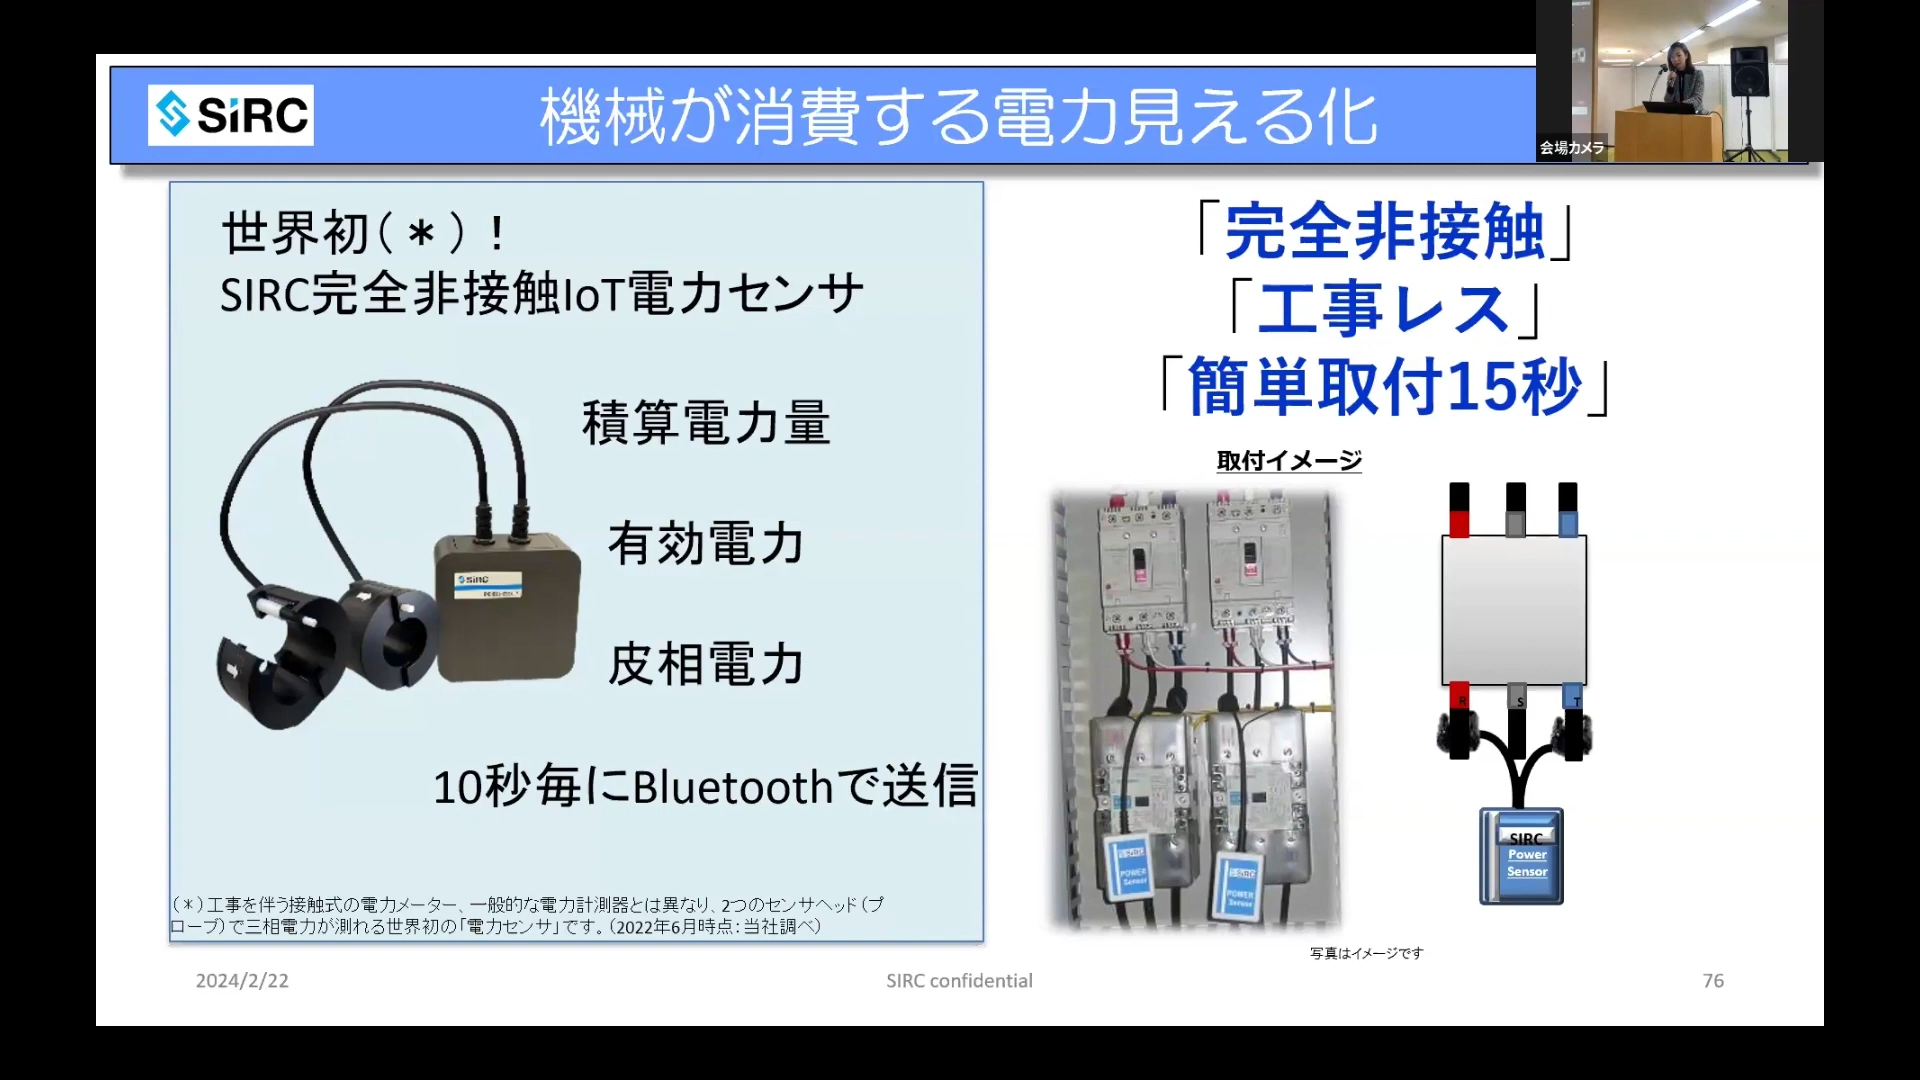 SIRC
機械が消費する電力見える化
会場カメラ
世界初(*)!
SIRC完全非接触IoT電力センサ
積算電力量
有効電力
皮相電力
10秒毎にBluetoothで送信
SIRC
(*)工事を伴う接触式の電力メーター、一般的な電力計測器とは異なり、2つのセンサヘッド(プ
ローブ)で三相電力が測れる世界初の「電力センサ」です。(2022年6月時点:当社調べ)
「完全非接触」
「工事レス」
「簡単取付15秒」
取付イメージ
SIRC
POWER
Sensor
SIRC
POWER
Sensor
R S T
SIRC
Power
Sensor
写真はイメージです
2024/2/22
SIRC confidential
76